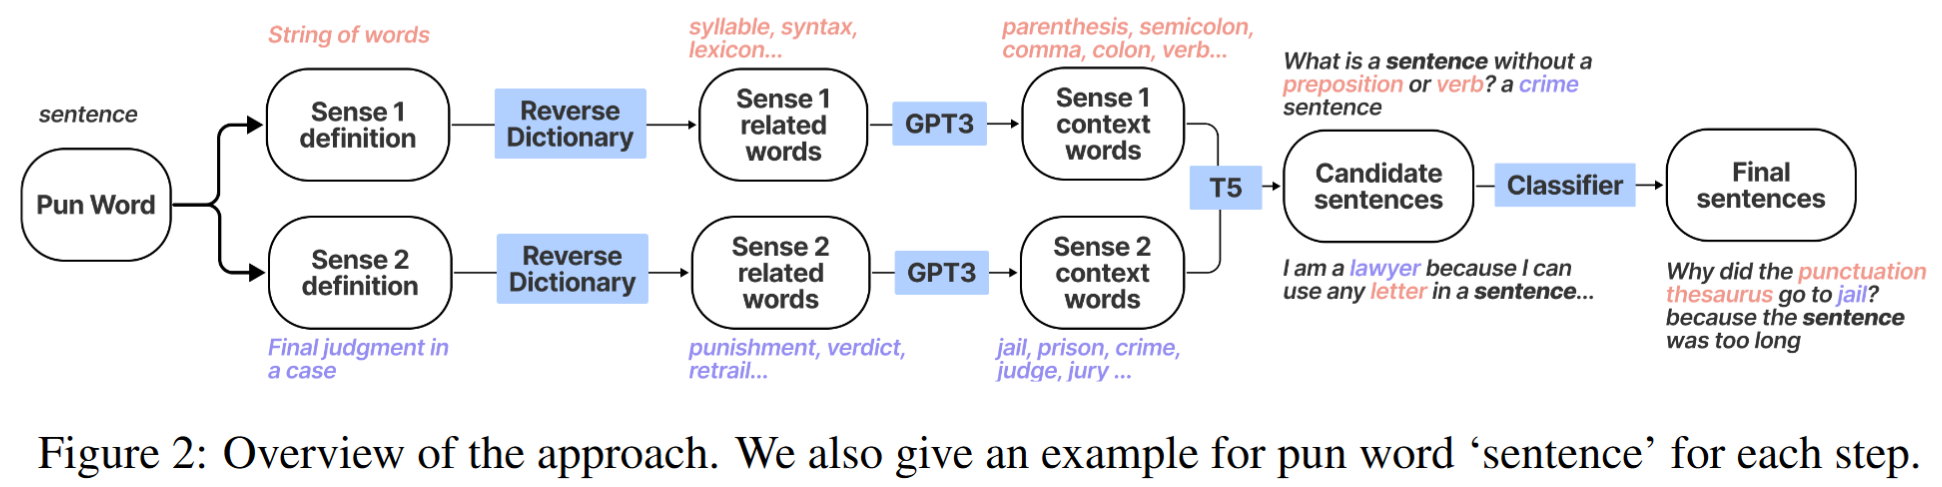 sentence
Pun Word
String of words
Sense 1
definition
Reverse
Dictionary
syllable, syntax,
lexicon...
Sense 1
related
words
GPT3
parenthesis, semicolon,
comma, colon, verb...
Sense 1
context
words
Sense 2
definition
Final judgment in
a case
Reverse
Dictionary
Sense 2
related
words
punishment, verdict,
retrail...
GPT3
Sense 2
context
words
jail, prison, crime,
judge, jury ...
T5
What is a sentence without a
preposition or verb? a crime
sentence
Candidate
sentences
I am a lawyer because I can
use any letter in a sentence...
Classifier
Final
sentences
Why did the punctuation
thesaurus go to jail?
because the sentence
was too long
Figure 2: Overview of the approach. We also give an example for pun word ‘sentence’ for each step.